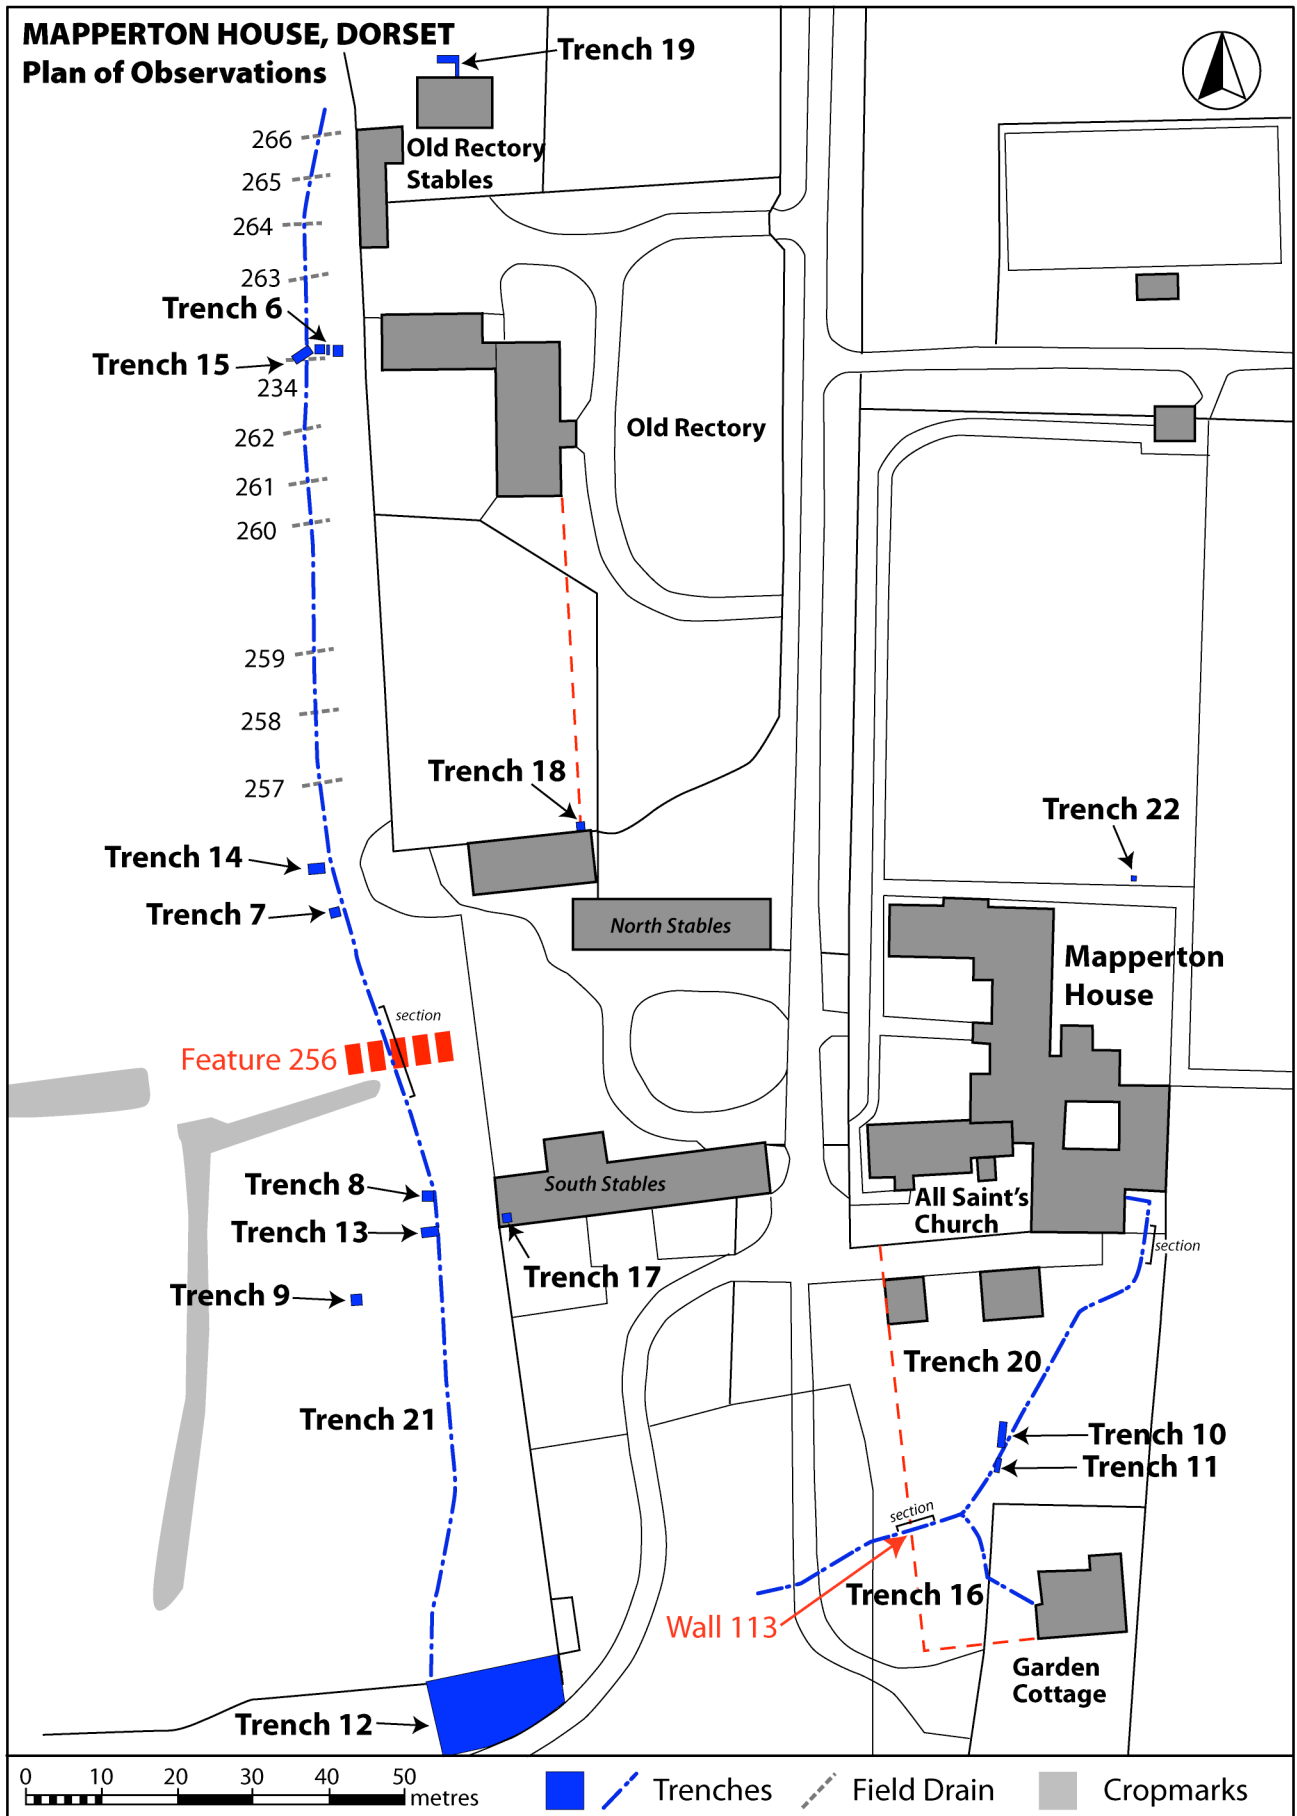 MAPPERTON HOUSE, DORSET
Plan of Observations
Trench 19
266
Old Rectory
Stables
265
264
263
Trench 6
Trench 15
234
262
Old Rectory
261
260
259
258
257
Trench 18
Trench 22
Trench 14
Trench 7
North Stables
Mapperton
House
section
Feature 256
Trench 8
South Stables
All Saint's
Church
Trench 13
section
Trench 17
Trench 9
Trench 20
Trench 21
Trench 10
Trench 11
section
Trench 16
Wall 113
Garden
Cottage
Trench 12
0 10 20 30 40 50
metres
Trenches
Field Drain
Cropmarks